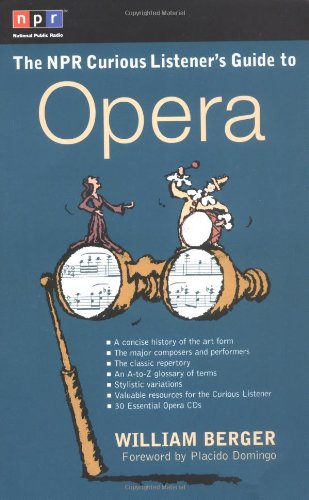 npr
National Public Radio
The NPR Curious Listener's Guide to
Opera
■ A concise history of the art form
■ The major composers and performers
■ The classic repertory
■ An A-to-Z glossary of terms
■ Stylistic variations
■ Valuable resources for the Curious Listener
■ 30 Essential Opera CDs
WILLIAM BERGER
Foreword by Placido Domingo